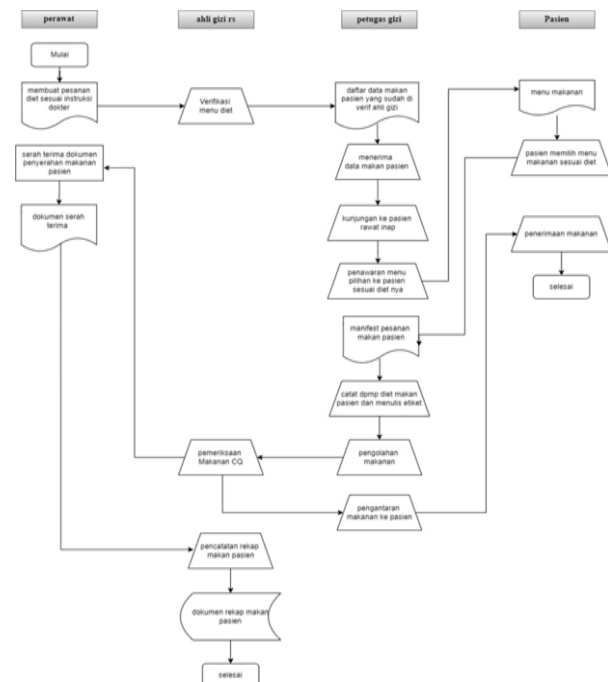 perawat
ahli gizi rs
petugas gizi
Pasien
Mulai
membuat pesanan
diet sesuai instruksi
dokter
Verifikasi
menu diet
daftar data makan
pasien yang sudah di
verif ahli gizi
menu makanan
serah terima dokumen
penyerahan makanan
pasien
menerima
data makan pasien
pasien memilih menu
makanan sesuai diet
dokumen serah
terima
kunjungan ke pasien
rawat inap
penerimaan makanan
penawaran menu
pilihan ke pasien
sesuai diet nya
selesai
manifest pesanan
makan pasien
catat dpmp diet makan
pasien dan menulis etiket
pemeriksaan
Makanan CQ
pengolahan
makanan
pengantaran
makanan ke pasien
pencatatan rekap
makan pasien
dokumen rekap makan
pasien
selesai